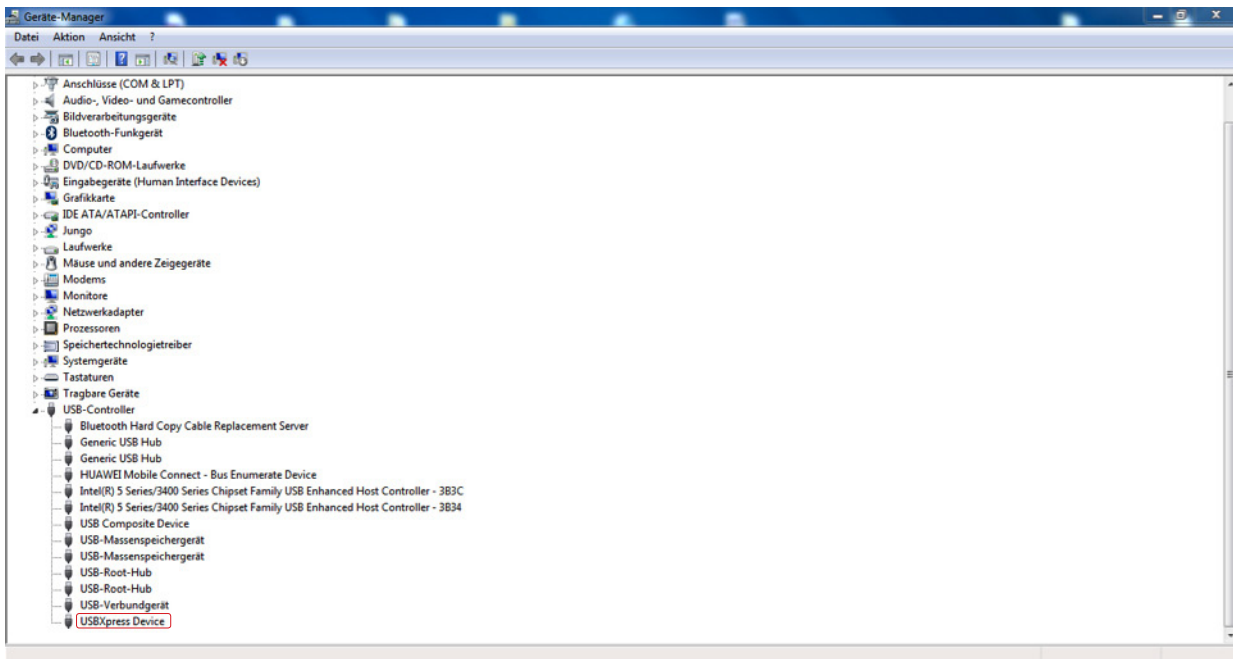 Geräte-Manager
Datei Aktion Ansicht ?
Anschlüsse (COM & LPT)
Audio-, Video- und Gamecontroller
Bildverarbeitungsgeräte
Bluetooth-Funkgerät
Computer
DVD/CD-ROM-Laufwerke
Eingabegeräte (Human Interface Devices)
Grafikkarte
IDE ATA/ATAPI-Controller
Jungo
Laufwerke
Mäuse und andere Zeigegeräte
Modems
Monitore
Netzwerkadapter
Prozessoren
Speichertechnologietreiber
Systemgeräte
Tastaturen
Tragbare Geräte
USB-Controller
Bluetooth Hard Copy Cable Replacement Server
Generic USB Hub
Generic USB Hub
HUAWEI Mobile Connect - Bus Enumerate Device
Intel(R) 5 Series/3400 Series Chipset Family USB Enhanced Host Controller - 3B3C
Intel(R) 5 Series/3400 Series Chipset Family USB Enhanced Host Controller - 3B34
USB Composite Device
USB-Massenspeichergerät
USB-Massenspeichergerät
USB-Root-Hub
USB-Root-Hub
USB-Verbundgerät
USBXpress Device